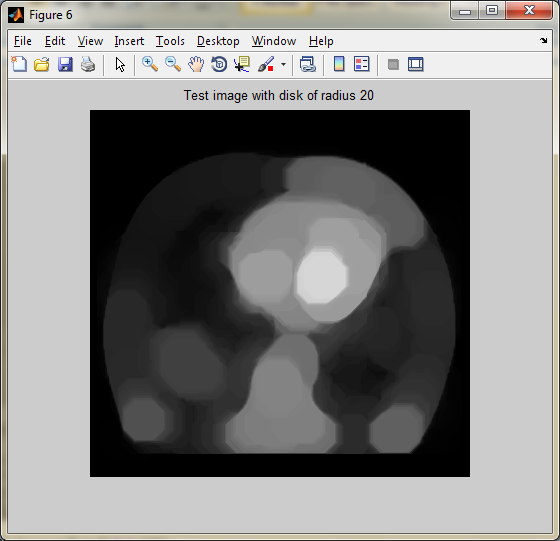 Figure 6
File Edit View Insert Tools Desktop Window Help
Test image with disk of radius 20